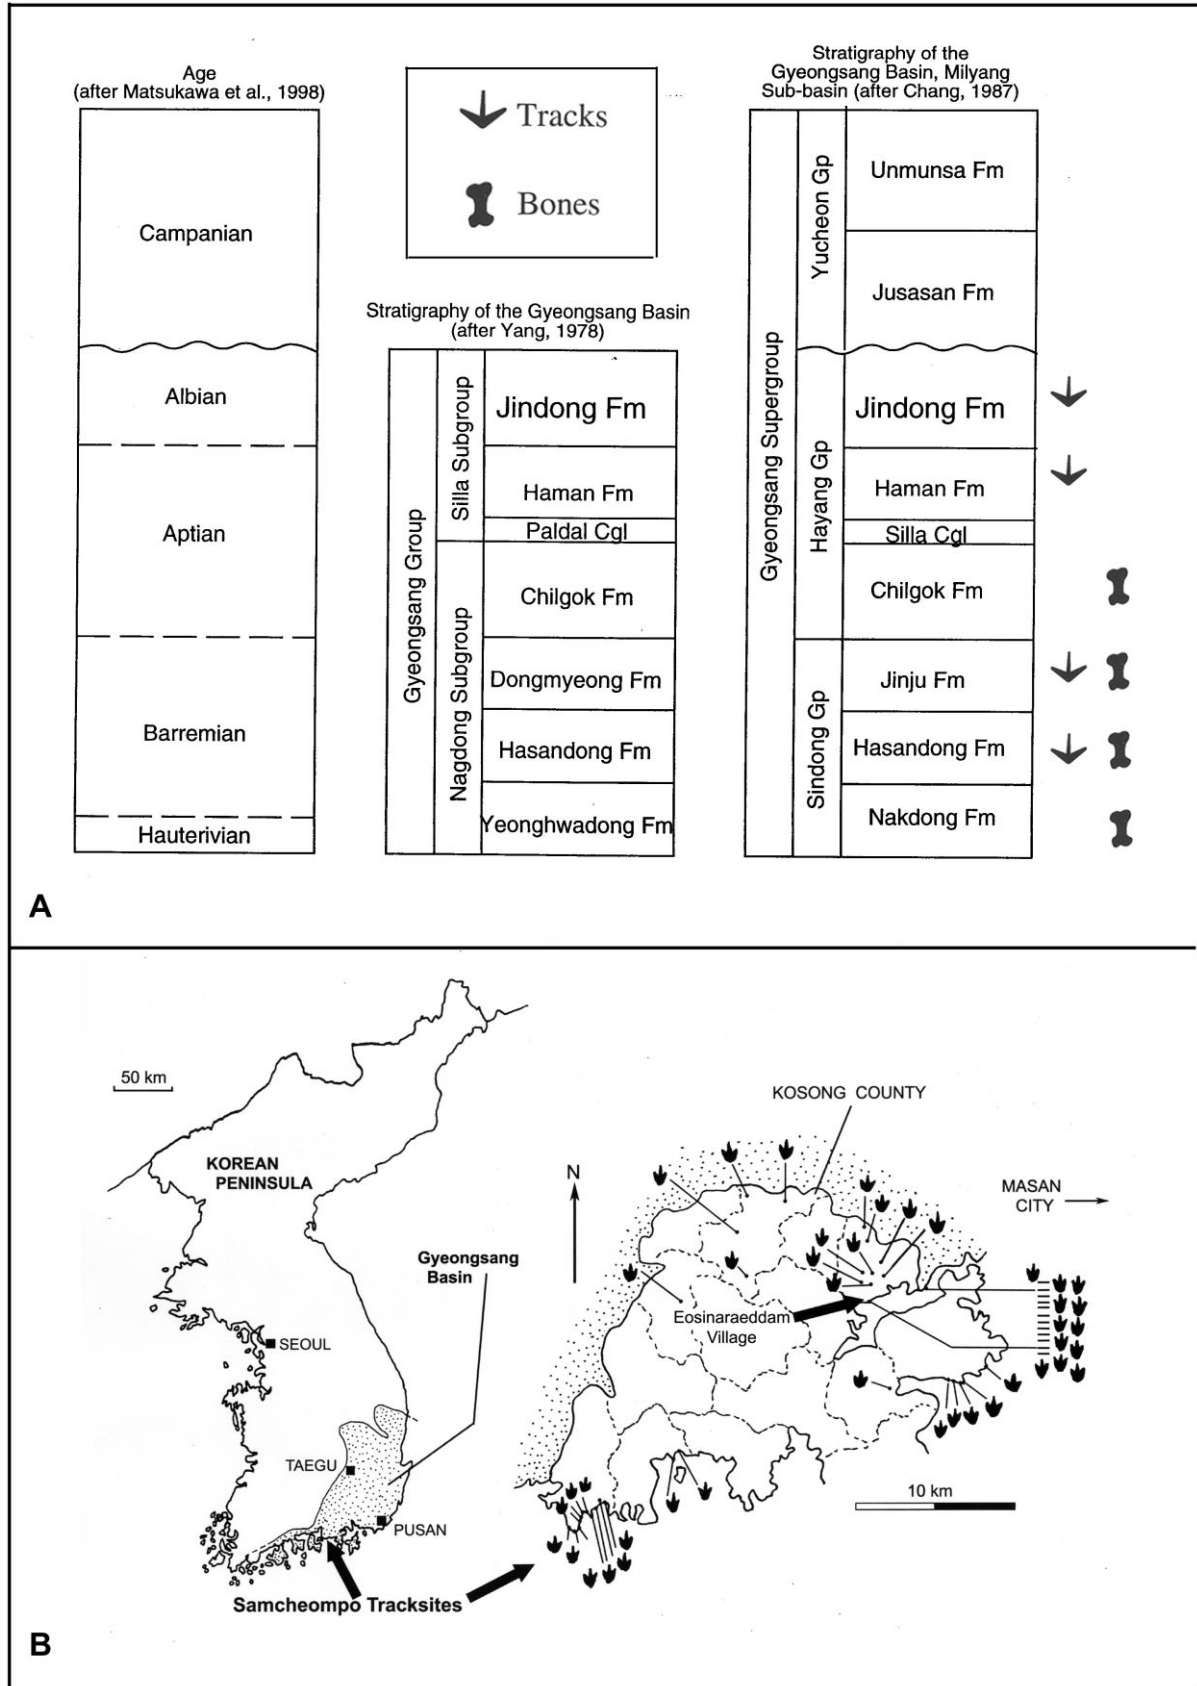 Age
(after Matsukawa et al., 1998)
Campanian
Albian
Aptian
Barremian
Hauterivian
Tracks
Bones
Stratigraphy of the Gyeongsang Basin
(after Yang, 1978)
Gyeongsang Group
Silla Subgroup
Nagdong Subgroup
Jindong Fm
Haman Fm
Paldal Cgl
Chilgok Fm
Dongmyeong Fm
Hasandong Fm
Yeonghwadong Fm
Stratigraphy of the
Gyeongsang Basin, Milyang
Sub-basin (after Chang, 1987)
Gyeongsang Supergroup
Yucheon Gp
Hayang Gp
Sindong Gp
Unmunsa Fm
Jusasan Fm
Jindong Fm
Haman Fm
Silla Cgl
Chilgok Fm
Jinju Fm
Hasandong Fm
Nakdong Fm
A
50 km
KOREAN
PENINSULA
Gyeongsang
Basin
SEOUL
TAEGU
PUSAN
Samcheompo Tracksites
N
KOSONG COUNTY
MASAN
CITY
Eosinaraeddam
Village
10 km
B